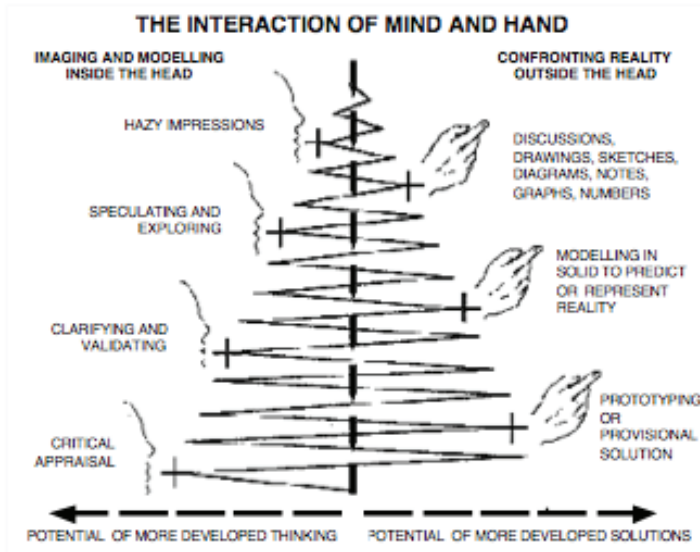 THE INTERACTION OF MIND AND HAND
IMAGING AND MODELLING
INSIDE THE HEAD
CONFRONTING REALITY
OUTSIDE THE HEAD
HAZY IMPRESSIONS
DISCUSSIONS,
DRAWINGS, SKETCHES,
DIAGRAMS, NOTES,
GRAPHS, NUMBERS
SPECULATING AND
EXPLORING
MODELLING IN
SOLID TO PREDICT
OR REPRESENT
REALITY
CLARIFYING AND
VALIDATING
PROTOTYPING
OR
PROVISIONAL
SOLUTION
CRITICAL
APPRAISAL
POTENTIAL OF MORE DEVELOPED THINKING
POTENTIAL OF MORE DEVELOPED SOLUTIONS